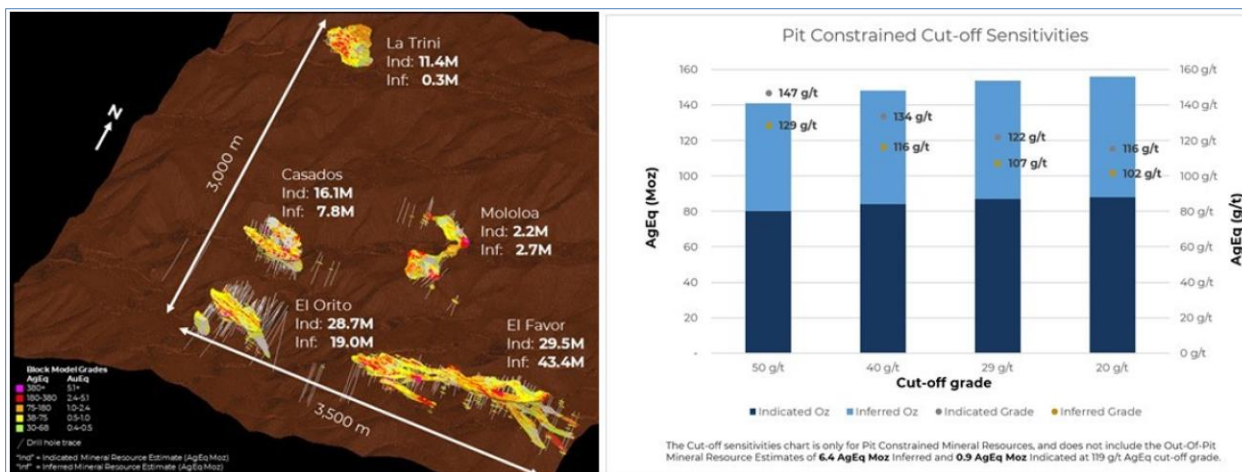 La Trini
Ind: 11.4M
Inf: 0.3M
N
3,000 m
Casados
Ind: 16.1M
Inf: 7.8M
Mololoa
Ind: 2.2M
Inf: 2.7M
El Orito
Ind: 28.7M
Inf: 19.0M
El Favor
Ind: 29.5M
Inf: 43.4M
3,500 m
Block Model Grades
AgEq AuEq
380+ 5.1+
180-380 2.4-5.1
75-180 1.0-2.4
38-75 0.5-1.0
30-68 0.4-0.5
Drill hole trace
"Ind" = Indicated Mineral Resource Estimate (AgEq Moz)
"Inf" = Inferred Mineral Resource Estimate (AgEq Moz)
Pit Constrained Cut-off Sensitivities
AgEq (Moz)
160
140
120
100
80
60
40
20
-
147 g/t
129 g/t
134 g/t
116 g/t
122 g/t
107 g/t
116 g/t
102 g/t
160 g/t
140 g/t
120 g/t
100 g/t
80 g/t
60 g/t
40 g/t
20 g/t
0 g/t
AgEq (g/t)
50 g/t 40 g/t 29 g/t 20 g/t
Cut-off grade
Indicated Oz Inferred Oz Indicated Grade Inferred Grade
The Cut-off sensitivities chart is only for Pit Constrained Mineral Resources, and does not include the Out-Of-Pit
Mineral Resource Estimates of 6.4 AgEq Moz Inferred and 0.9 AgEq Moz Indicated at 119 g/t AgEq cut-off grade.